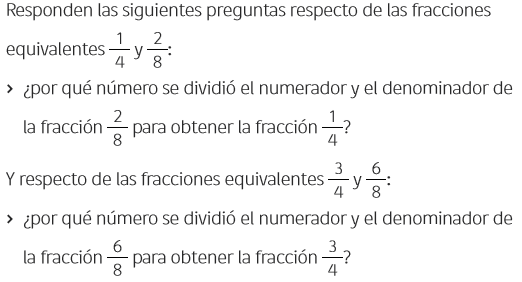 Responden las siguientes preguntas respecto de las fracciones
equivalentes 1/4 y 2/8:
> ¿por qué número se dividió el numerador y el denominador de
la fracción 2/8 para obtener la fracción 1/4?
Y respecto de las fracciones equivalentes 3/4 y 6/8:
> ¿por qué número se dividió el numerador y el denominador de
la fracción 6/8 para obtener la fracción 3/4?